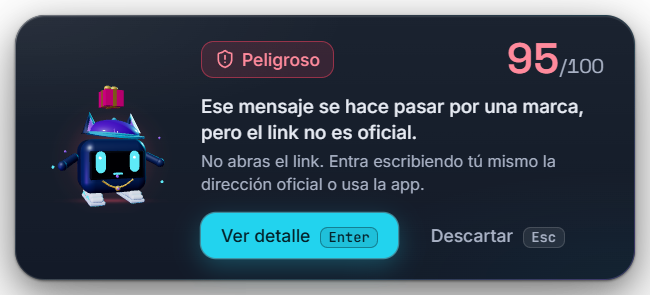 Peligroso
95/100
Ese mensaje se hace pasar por una marca,
pero el link no es oficial.
No abras el link. Entra escribiendo tú mismo la
dirección oficial o usa la app.
Ver detalle Enter
Descartar Esc